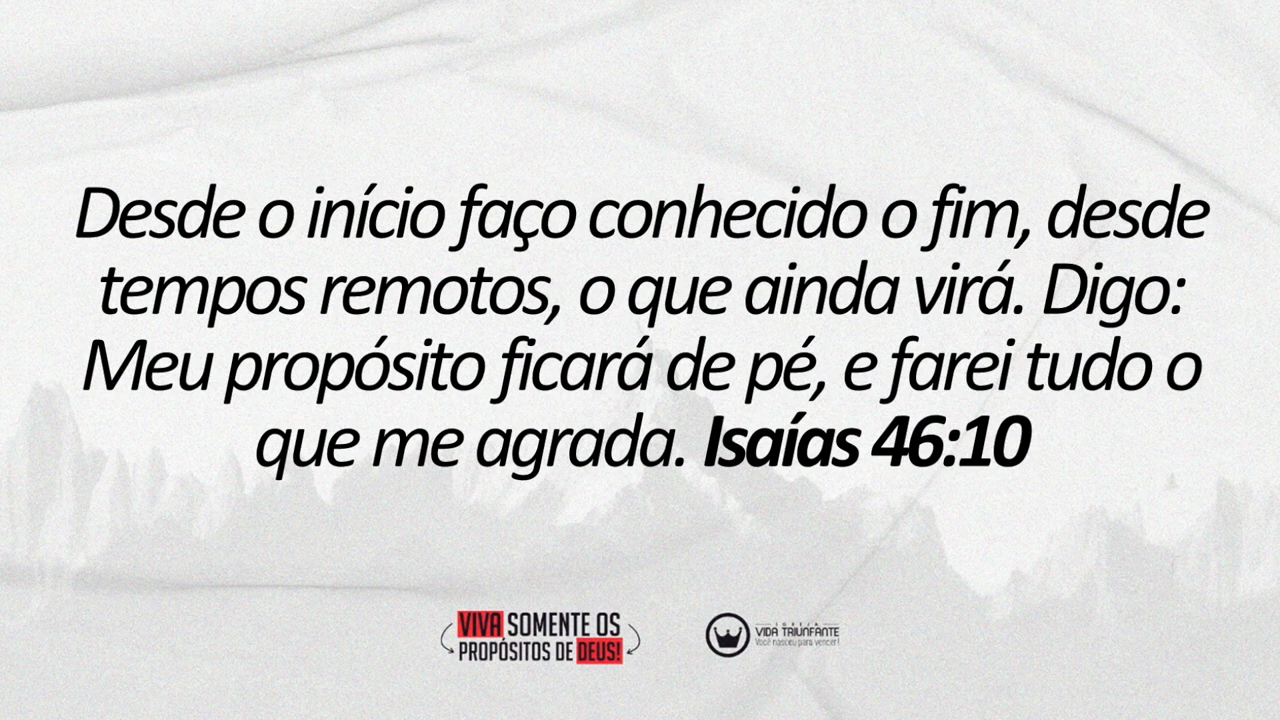 Desde o início faço conhecido o fim, desde
tempos remotos, o que ainda virá. Digo:
Meu propósito ficará de pé, e farei tudo o
que me agrada. Isaías 46:10
VIVA SOMENTE OS
PROPÓSITOS DE DEUS!
IGREJA
VIDA TRIUNFANTE
Você nasceu para vencer!